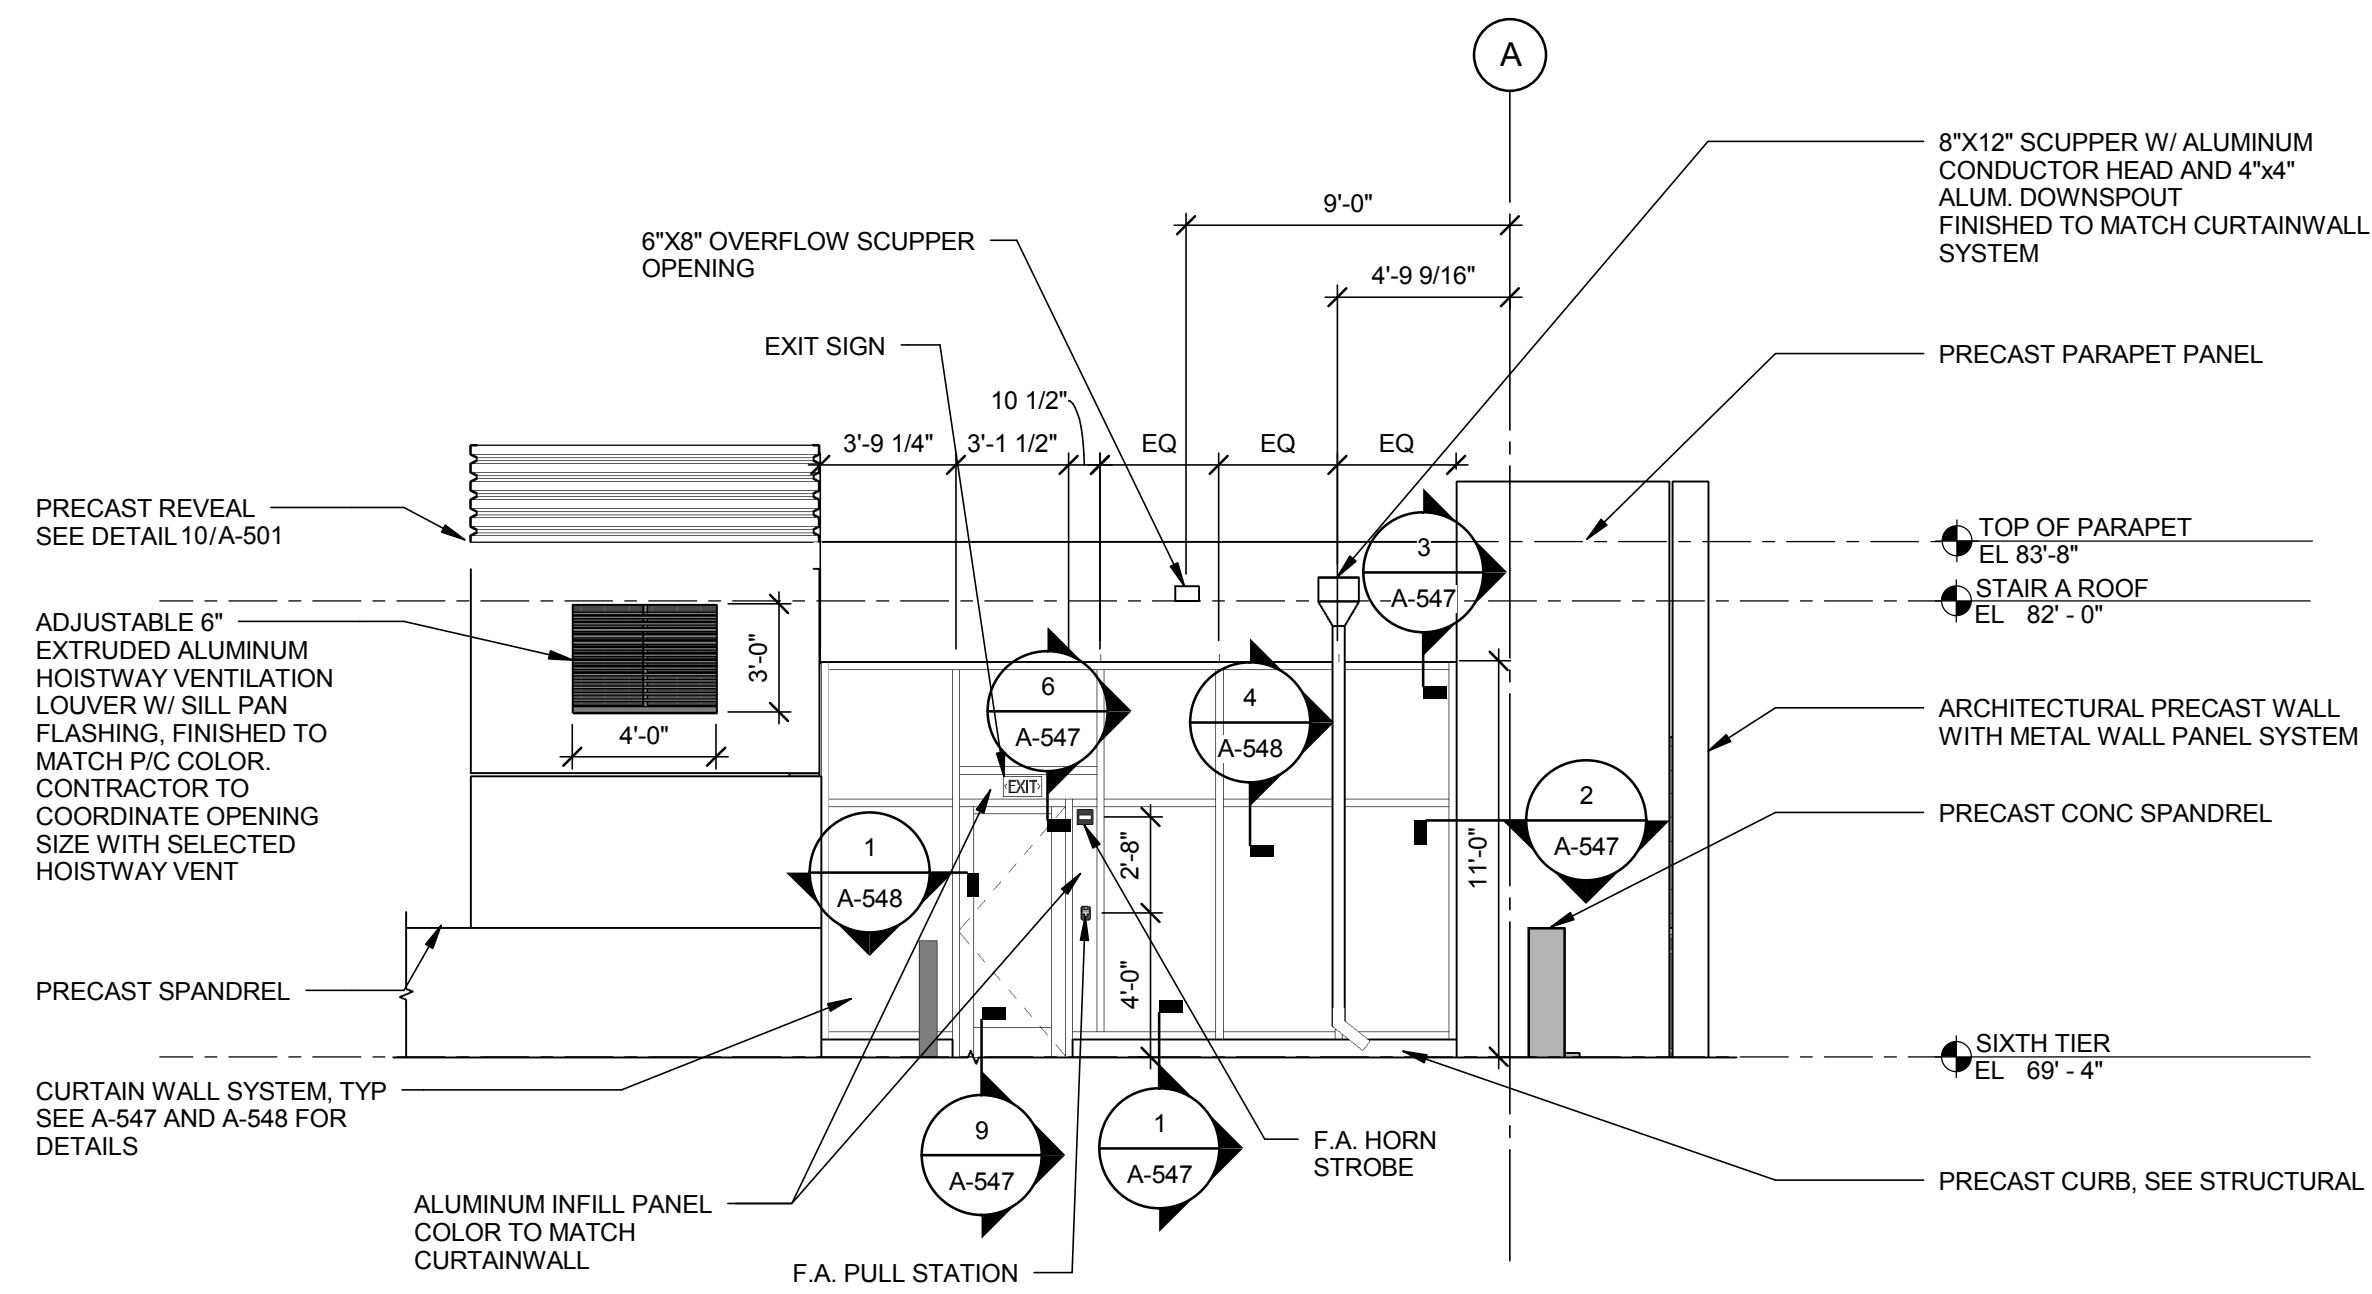 A
8"X12" SCUPPER W/ ALUMINUM
CONDUCTOR HEAD AND 4"x4"
ALUM. DOWNSPOUT
FINISHED TO MATCH CURTAINWALL
SYSTEM
9'-0"
6"X8" OVERFLOW SCUPPER
OPENING
4'-9 9/16"
EXIT SIGN
PRECAST PARAPET PANEL
10 1/2"
3'-9 1/4"
3'-1 1/2"
EQ
EQ
EQ
PRECAST REVEAL
SEE DETAIL 10/A-501
TOP OF PARAPET
EL 83'-8"
STAIR A ROOF
EL 82' - 0"
3
A-547
ADJUSTABLE 6"
EXTRUDED ALUMINUM
HOISTWAY VENTILATION
LOUVER W/ SILL PAN
FLASHING, FINISHED TO
MATCH P/C COLOR.
CONTRACTOR TO
COORDINATE OPENING
SIZE WITH SELECTED
HOISTWAY VENT
3'-0"
4'-0"
6
A-547
4
A-548
ARCHITECTURAL PRECAST WALL
WITH METAL WALL PANEL SYSTEM
EXIT
2
A-547
PRECAST CONC SPANDREL
1
A-548
2'-8"
11'-0"
4'-0"
PRECAST SPANDREL
SIXTH TIER
EL 69' - 4"
CURTAIN WALL SYSTEM, TYP
SEE A-547 AND A-548 FOR
DETAILS
9
A-547
1
A-547
F.A. HORN
STROBE
PRECAST CURB, SEE STRUCTURAL
ALUMINUM INFILL PANEL
COLOR TO MATCH
CURTAINWALL
F.A. PULL STATION